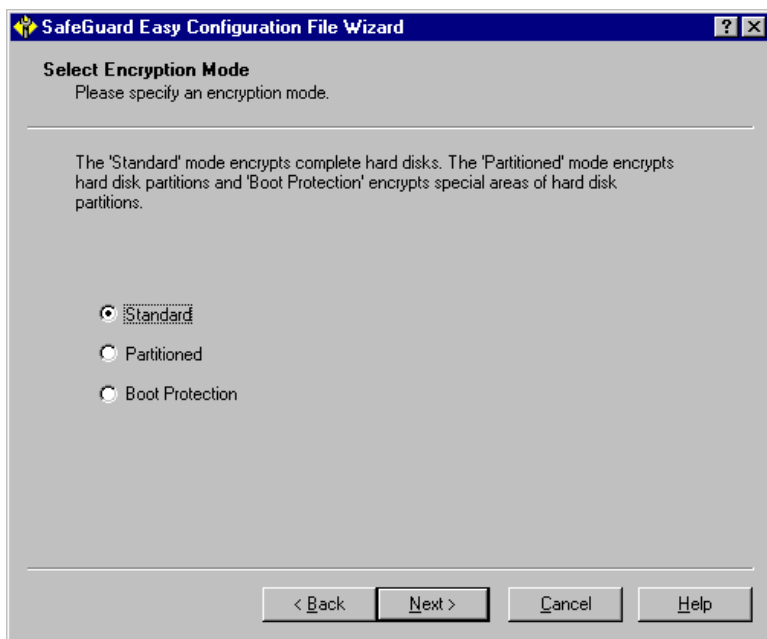 SafeGuard Easy Configuration File Wizard
Select Encryption Mode
Please specify an encryption mode.
The 'Standard' mode encrypts complete hard disks. The 'Partitioned' mode encrypts
hard disk partitions and 'Boot Protection' encrypts special areas of hard disk
partitions.
Standard
Partitioned
Boot Protection
< Back
Next >
Cancel
Help